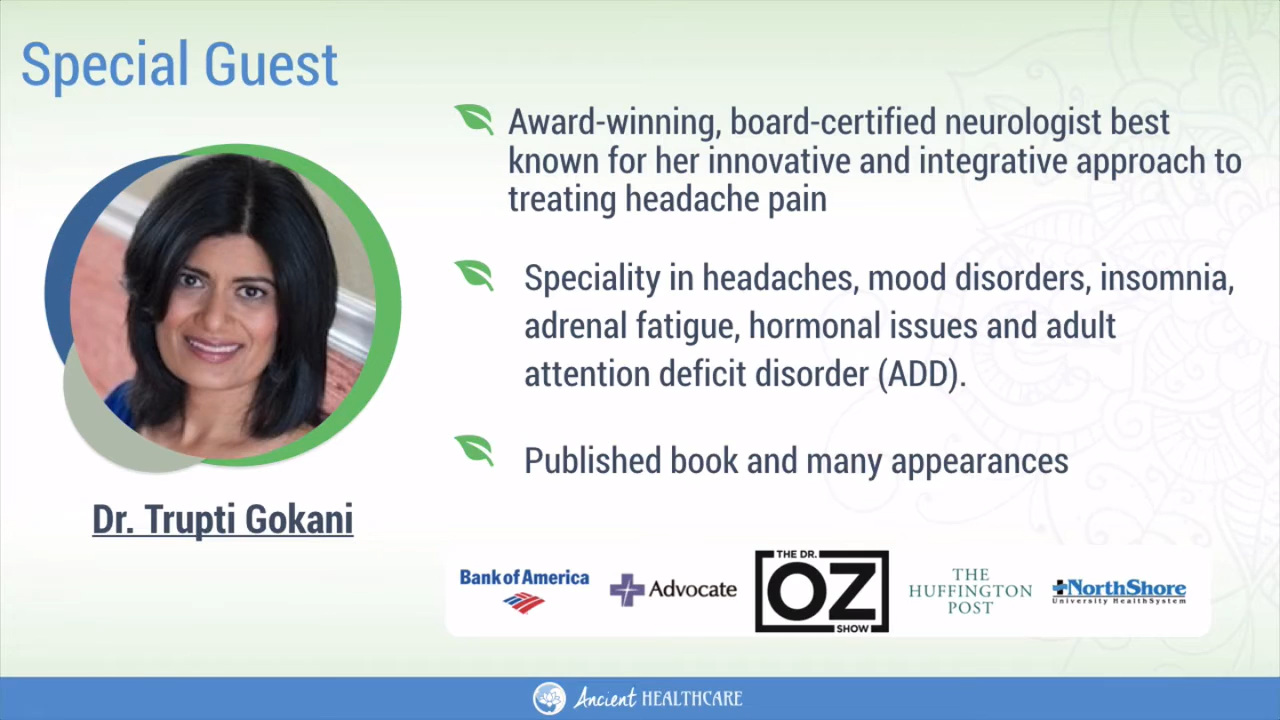 Special Guest
Award-winning, board-certified neurologist best
known for her innovative and integrative approach to
treating headache pain
Speciality in headaches, mood disorders, insomnia,
adrenal fatigue, hormonal issues and adult
attention deficit disorder (ADD).
Published book and many appearances
Dr. Trupti Gokani
Bank of America
Advocate
THE DR.
OZ
SHOW
THE
HUFFINGTON
POST
NorthShore
University HealthSystem
Ancient HEALTHCARE